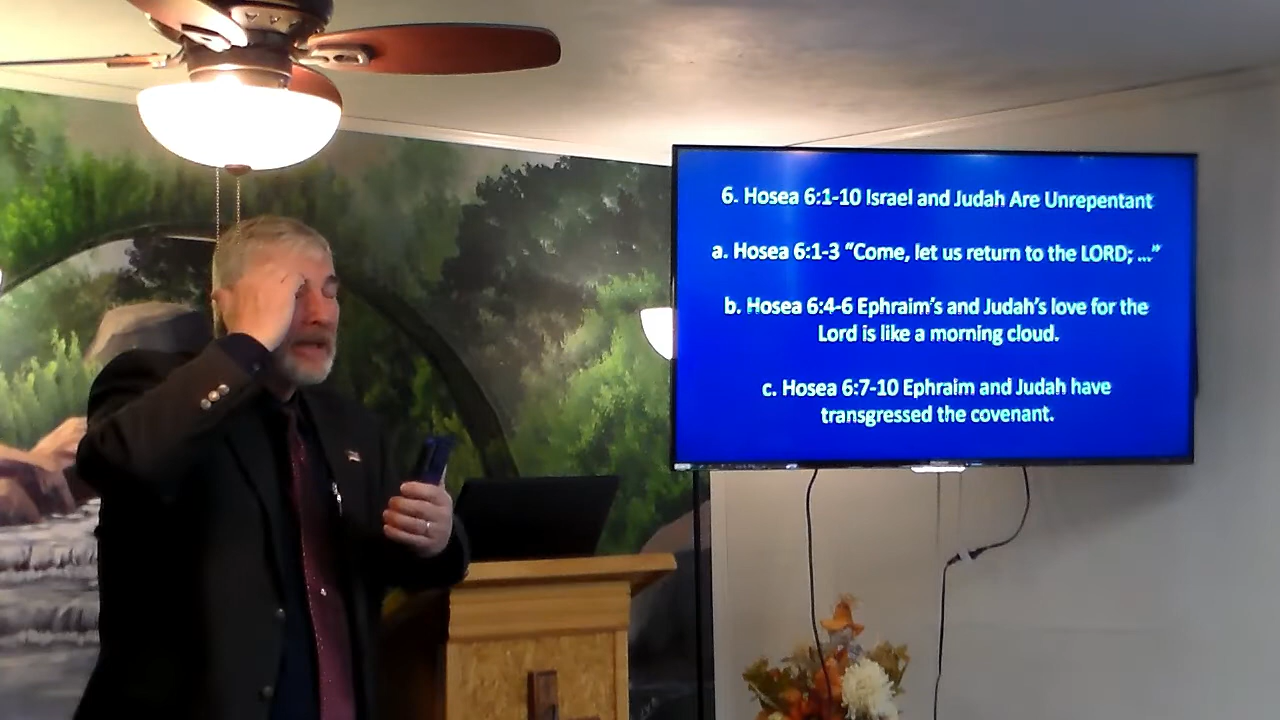 6. Hosea 6:1-10 Israel and Judah Are Unrepentant
a. Hosea 6:1-3 “Come, let us return to the LORD; ...”
b. Hosea 6:4-6 Ephraim’s and Judah’s love for the
Lord is like a morning cloud.
c. Hosea 6:7-10 Ephraim and Judah have
transgressed the covenant.